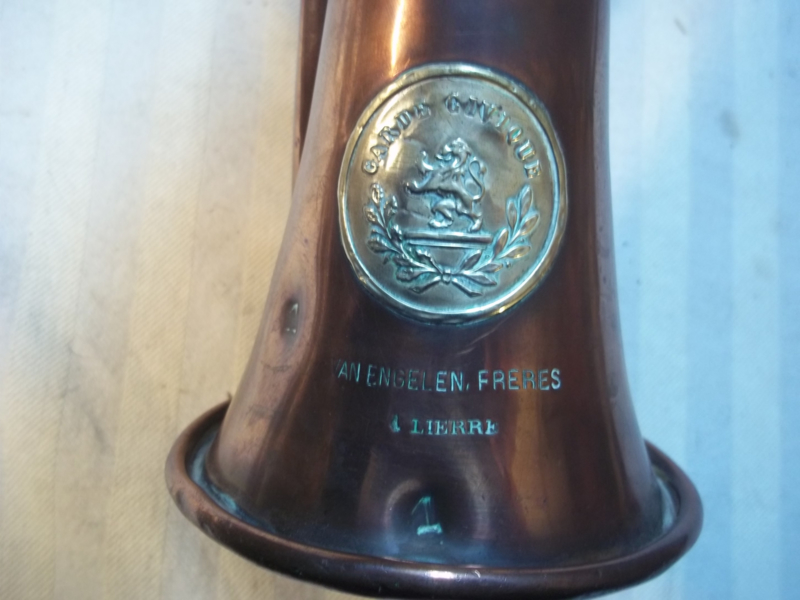 GARDE CIVIQUE
VAN ENGELEN, FRERES
A LIERRE
1